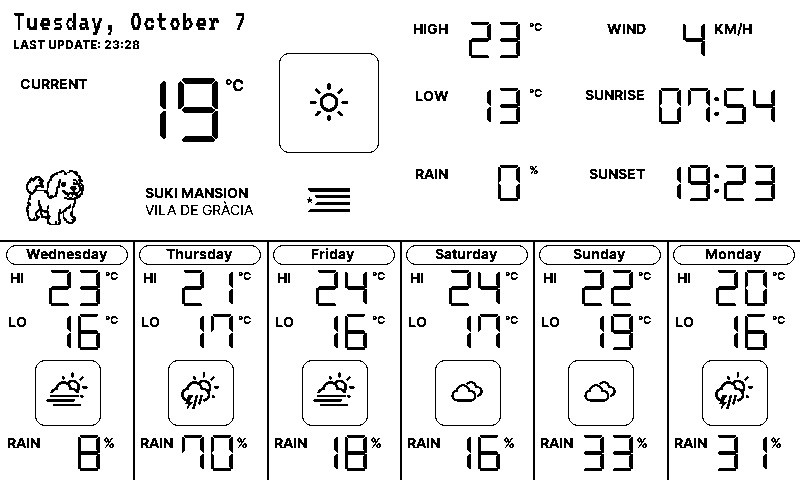 Tuesday, October 7
LAST UPDATE: 23:28
CURRENT 19 °C
SUKI MANSION
VILA DE GRÀCIA
HIGH 23 °C
LOW 13 °C
RAIN 0 %
WIND 4 KM/H
SUNRISE 07:54
SUNSET 19:23
Wednesday
HI 23 °C
LO 16 °C
RAIN 8 %
Thursday
HI 21 °C
LO 17 °C
RAIN 70 %
Friday
HI 24 °C
LO 16 °C
RAIN 18 %
Saturday
HI 24 °C
LO 17 °C
RAIN 16 %
Sunday
HI 22 °C
LO 19 °C
RAIN 33 %
Monday
HI 20 °C
LO 16 °C
RAIN 31 %